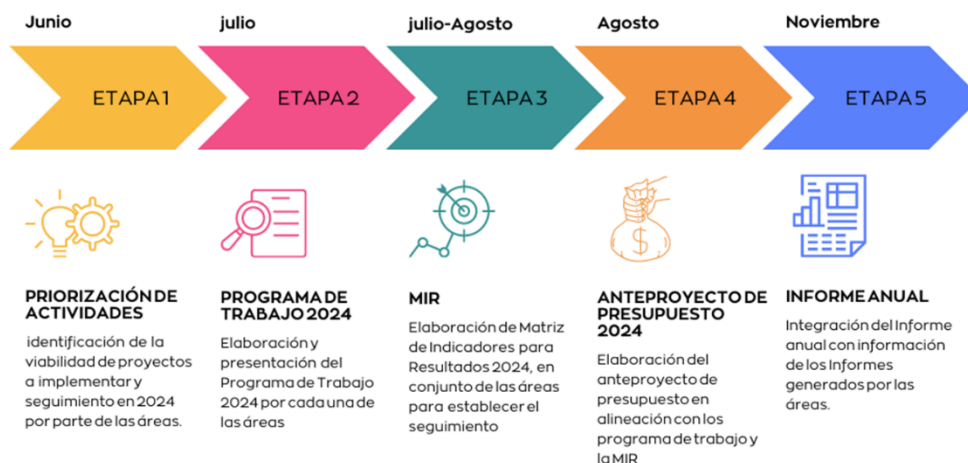 Junio
julio
julio-Agosto
Agosto
Noviembre
ETAPA 1
ETAPA 2
ETAPA 3
ETAPA 4
ETAPA 5
$
PRIORIZACIÓN DE
ACTIVIDADES
identificación de la
viabilidad de proyectos
a implementar y
seguimiento en 2024
por parte de las áreas.
PROGRAMA DE
TRABAJO 2024
Elaboración y
presentación del
Programa de Trabajo
2024 por cada una de
las áreas
MIR
Elaboración de Matriz
de Indicadores para
Resultados 2024, en
conjunto de las áreas
para establecer el
seguimiento
ANTEPROYECTO DE
PRESUPUESTO
2024
Elaboración del
anteproyecto de
presupuesto en
alineación con los
programa de trabajo y
la MIR
INFORME ANUAL
Integración del Informe
anual con información
de los Informes
generados por las
áreas.